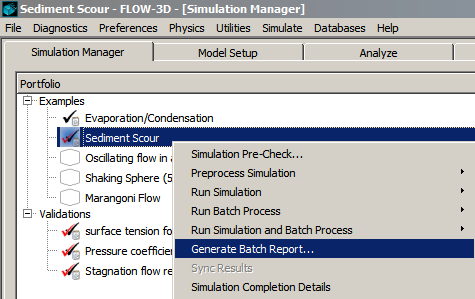 Sediment Scour - FLOW-3D - [Simulation Manager]
File Diagnostics Preferences Physics Utilities Simulate Databases Help
Simulation Manager Model Setup Analyze
Portfolio
Examples
Evaporation/Condensation
Sediment Scour
Oscillating flow in a
Shaking Sphere (5
Marangoni Flow
Validations
surface tension fo
Pressure coefficien
Stagnation flow re
Simulation Pre-Check...
Preprocess Simulation
Run Simulation
Run Batch Process
Run Simulation and Batch Process
Generate Batch Report...
Sync Results
Simulation Completion Details